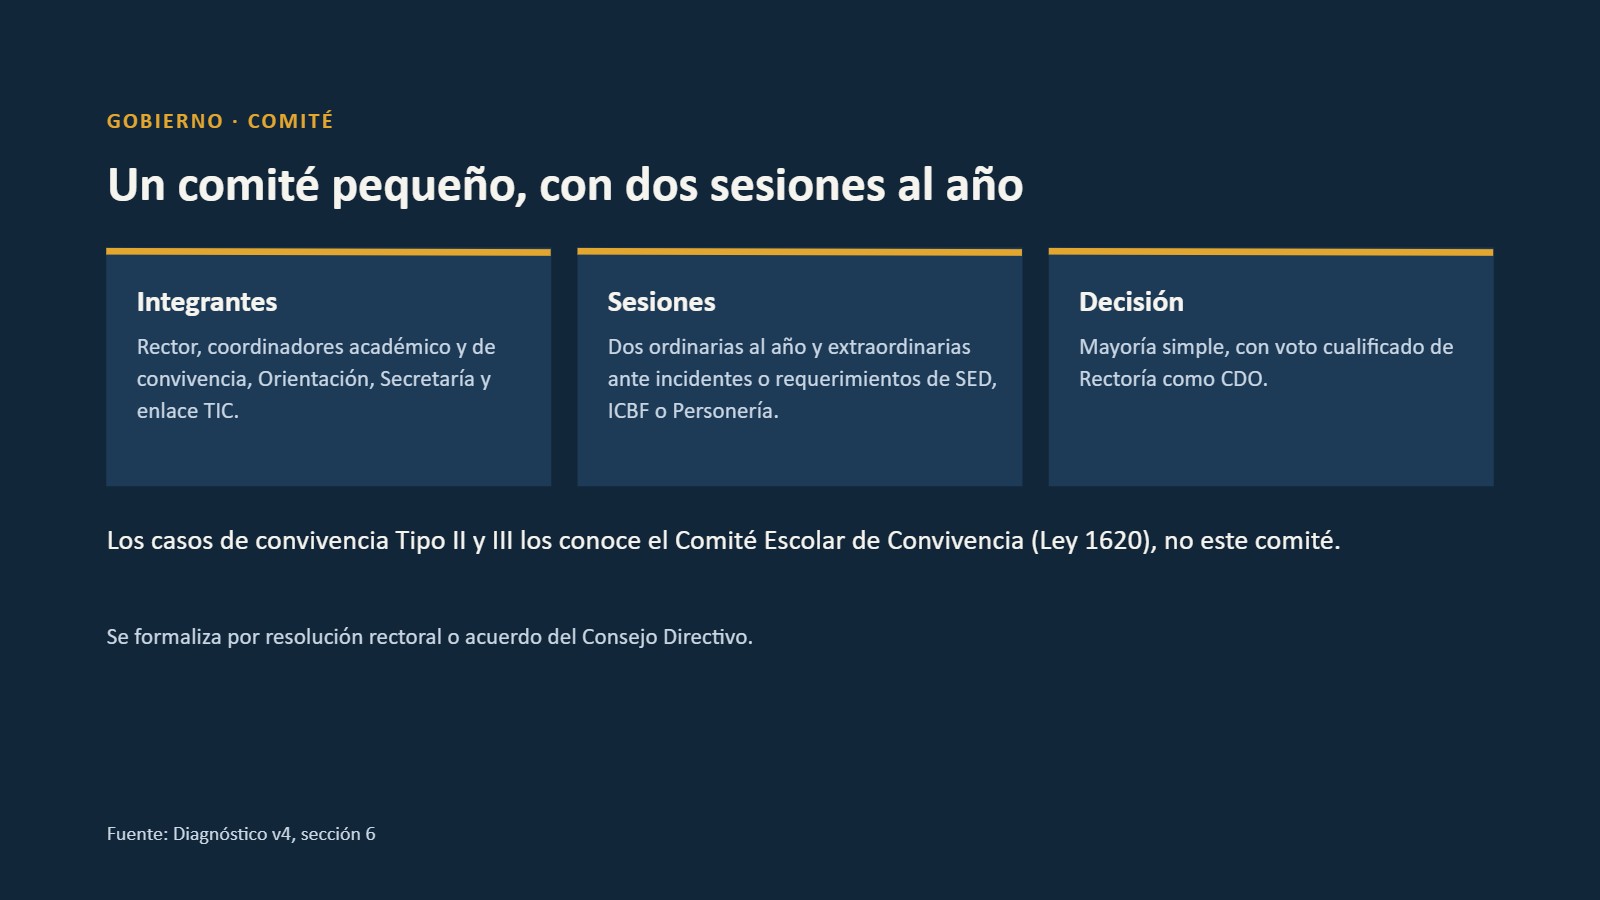 GOBIERNO · COMITÉ
Un comité pequeño, con dos sesiones al año
Integrantes
Rector, coordinadores académico y de
convivencia, Orientación, Secretaría y
enlace TIC.
Sesiones
Dos ordinarias al año y extraordinarias
ante incidentes o requerimientos de SED,
ICBF o Personería.
Decisión
Mayoría simple, con voto cualificado de
Rectoría como CDO.
Los casos de convivencia Tipo II y III los conoce el Comité Escolar de Convivencia (Ley 1620), no este comité.
Se formaliza por resolución rectoral o acuerdo del Consejo Directivo.
Fuente: Diagnóstico v4, sección 6